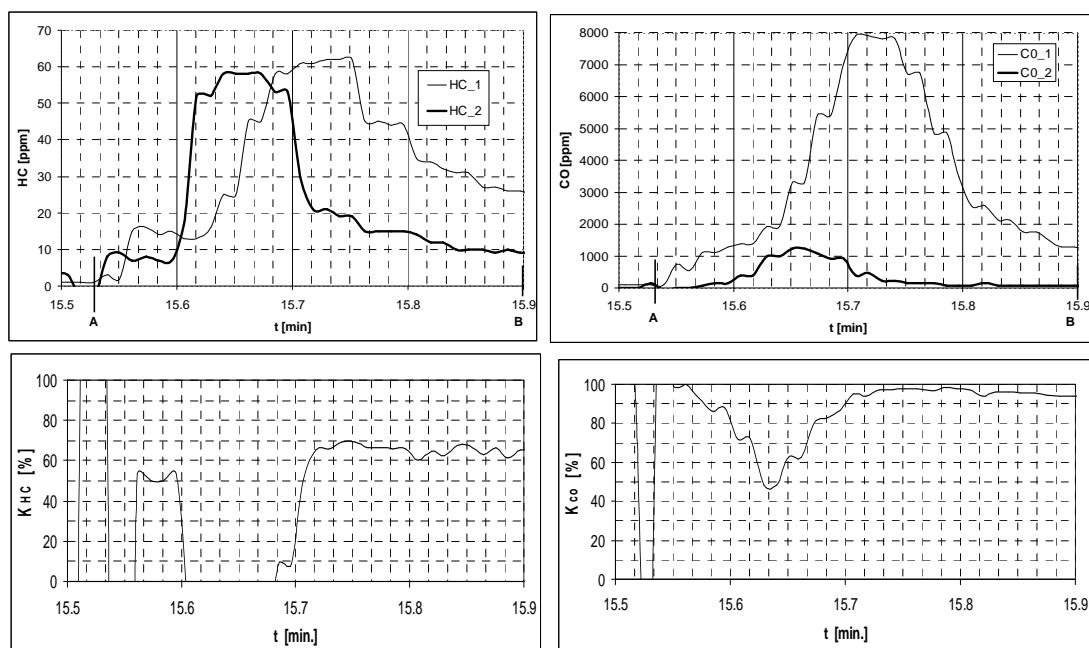 HC [ppm]
70
60
50
40
30
20
10
0
HC_1
HC_2
15.5 15.6 15.7 15.8 15.9
A B
t [min]
CO[ppm]
8000
7000
6000
5000
4000
3000
2000
1000
0
C0_1
C0_2
15.5 15.6 15.7 15.8 15.9
A B
t [min]
K HC [%]
100
80
60
40
20
0
15.5 15.6 15.7 15.8 15.9
t [min.]
K co [%]
100
80
60
40
20
0
15.5 15.6 15.7 15.8 15.9
t [min.]